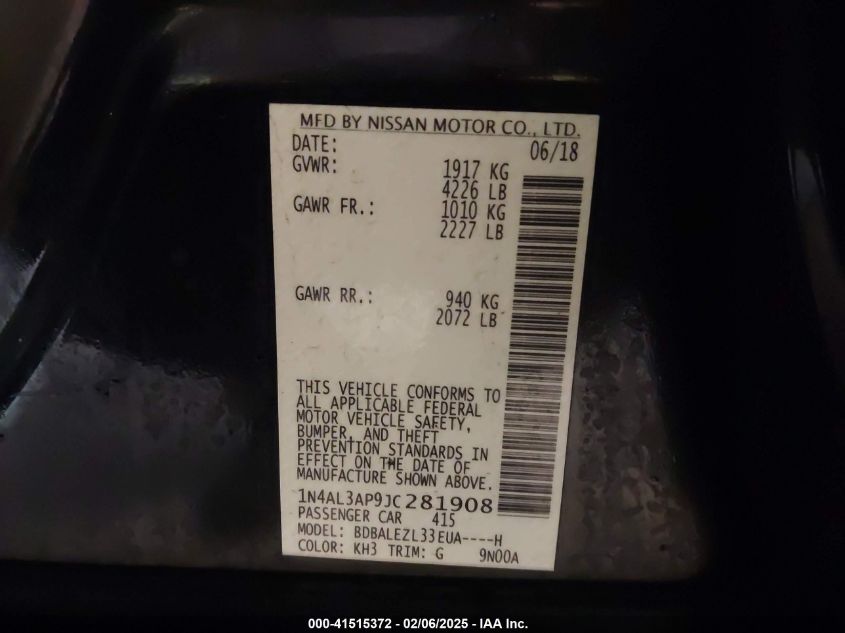 MFD BY NISSAN MOTOR CO., LTD.
DATE: 06/18
GVWR: 1917 KG
4226 LB
GAWR FR.: 1010 KG
2227 LB
GAWR RR.: 940 KG
2072 LB
THIS VEHICLE CONFORMS TO
ALL APPLICABLE FEDERAL
MOTOR VEHICLE SAFETY,
BUMPER, AND THEFT
PREVENTION STANDARDS IN
EFFECT ON THE DATE OF
MANUFACTURE SHOWN ABOVE.
1N4AL3AP9JC281908
PASSENGER CAR 415
MODEL: BDBALEZL33EUA----H
COLOR: KH3 TRIM: G 9N00A
000-41515372 - 02/06/2025 - IAA Inc.